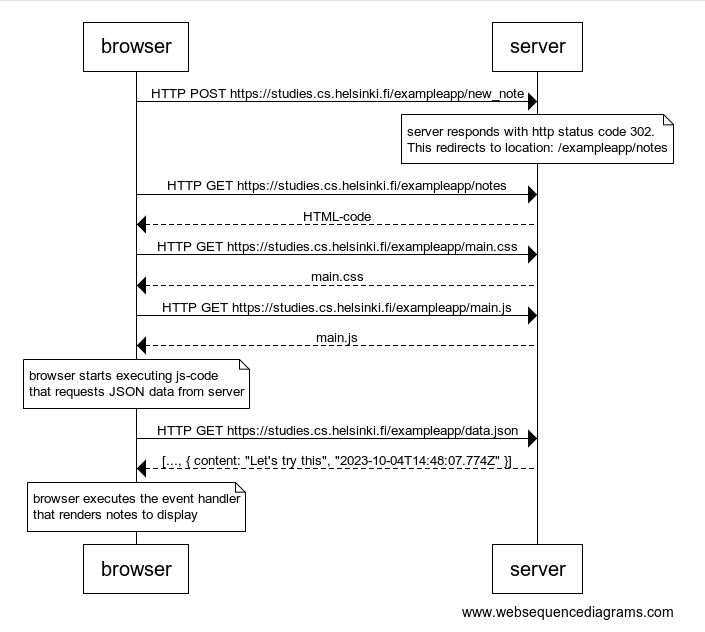 browser
server
HTTP POST https://studies.cs.helsinki.fi/exampleapp/new_note
server responds with http status code 302.
This redirects to location: /exampleapp/notes
HTTP GET https://studies.cs.helsinki.fi/exampleapp/notes
HTML-code
HTTP GET https://studies.cs.helsinki.fi/exampleapp/main.css
main.css
HTTP GET https://studies.cs.helsinki.fi/exampleapp/main.js
main.js
browser starts executing js-code
that requests JSON data from server
HTTP GET https://studies.cs.helsinki.fi/exampleapp/data.json
[..., { content: "Let's try this", "2023-10-04T14:48:07.774Z" }]
browser executes the event handler
that renders notes to display
browser
server
www.websequencediagrams.com